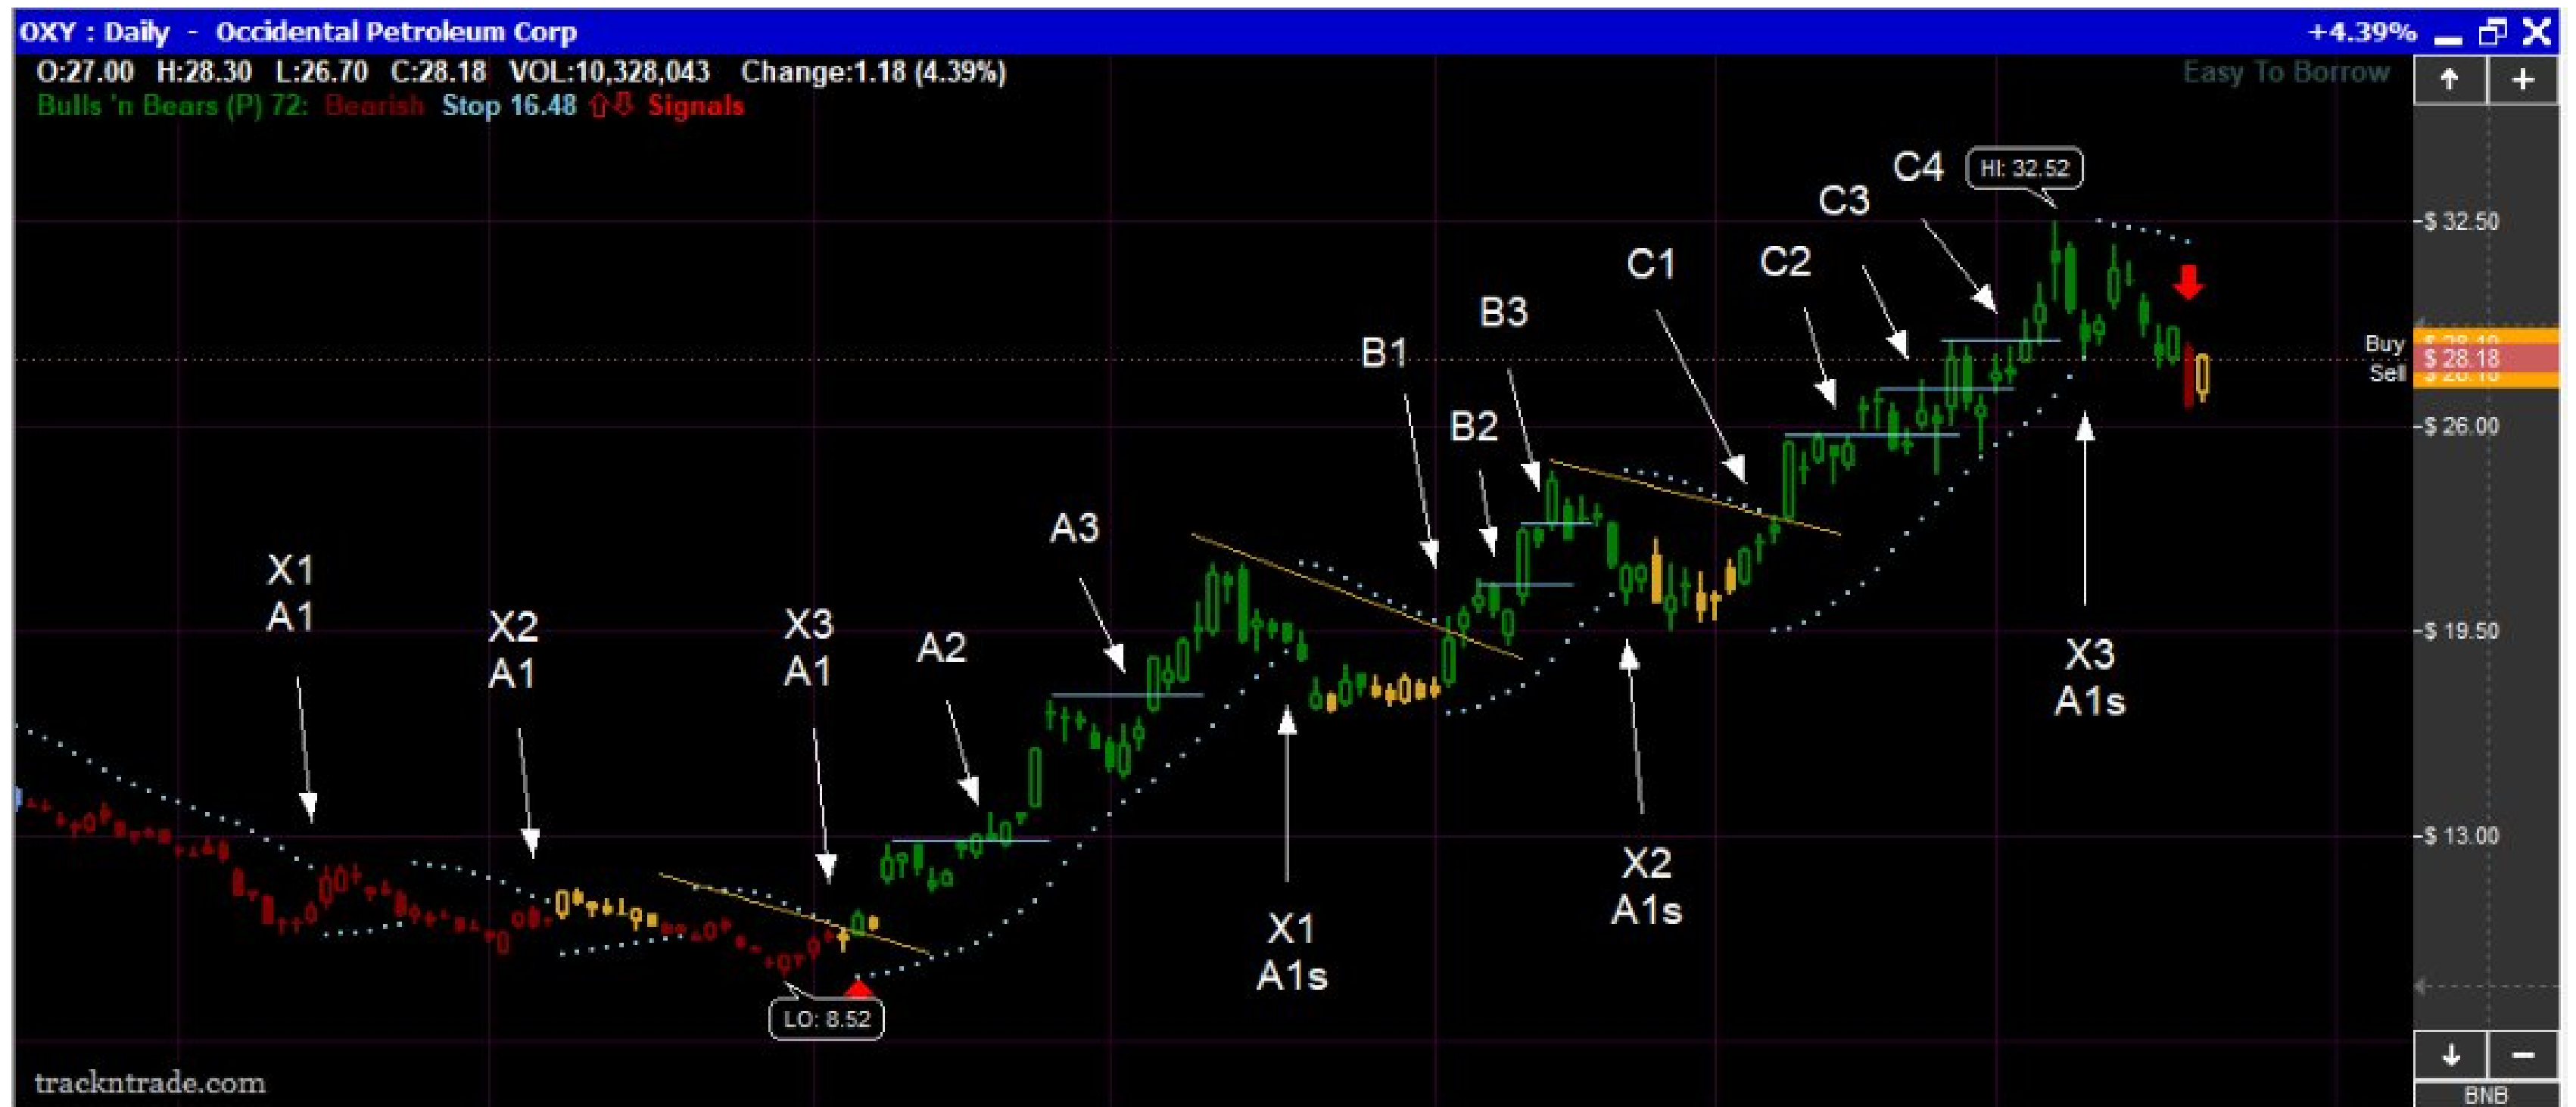 OXY : Daily - Occidental Petroleum Corp
+4.39%
O:27.00 H:28.30 L:26.70 C:28.18 VOL:10,328,043 Change:1.18 (4.39%)
Easy To Borrow
Bulls 'n Bears (P) 72: Bearish Stop 16.48 Signals
C4
HI: 32.52
C3
$ 32.50
C1
C2
B3
B1
Buy
$ 28.18
Sell
B2
$ 26.00
A3
X1
A1
X2
A1
X3
A1
A2
$ 19.50
X3
A1s
$ 13.00
X2
A1s
X1
A1s
LO: 8.52
trackntrade.com
BNB